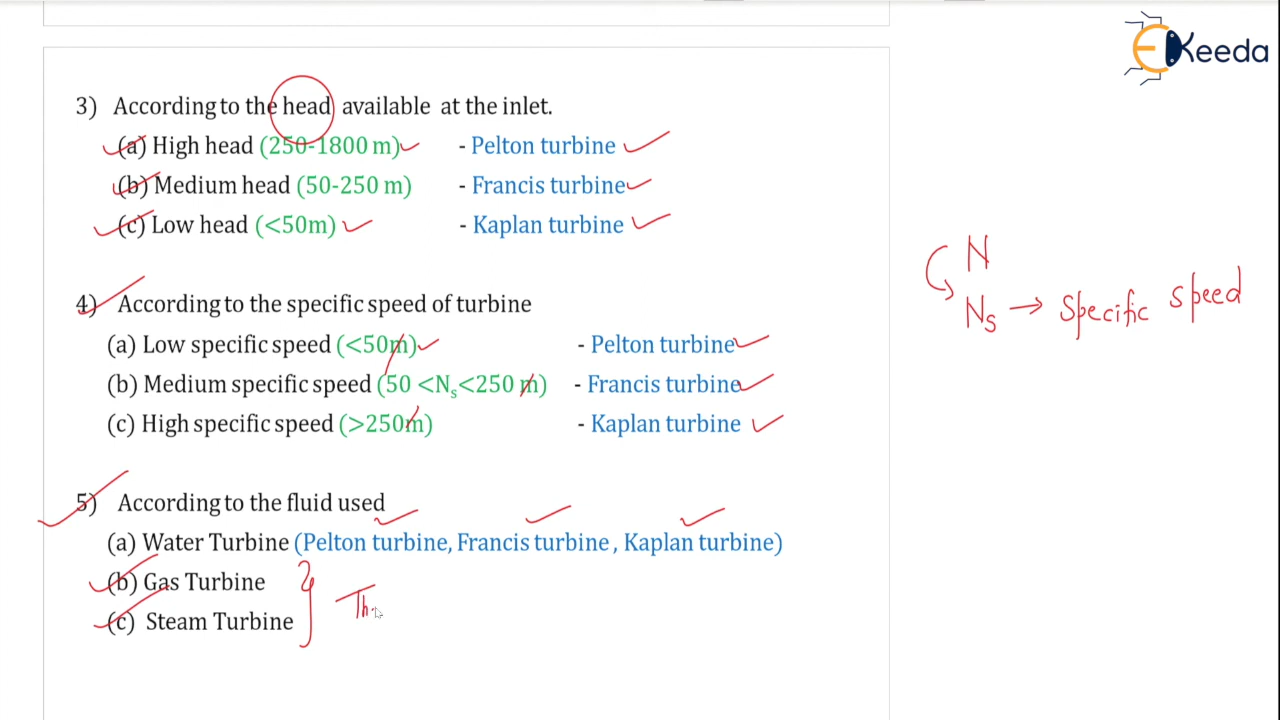 EKeeda
3) According to the head available at the inlet.
(a) High head (250-1800 m) - Pelton turbine
(b) Medium head (50-250 m) - Francis turbine
(c) Low head (<50m) - Kaplan turbine
N
Ns → Specific speed
4) According to the specific speed of turbine
(a) Low specific speed (<50m) - Pelton turbine
(b) Medium specific speed (50 <Ns<250 m) - Francis turbine
(c) High specific speed (>250m) - Kaplan turbine
5) According to the fluid used
(a) Water Turbine (Pelton turbine, Francis turbine , Kaplan turbine)
(b) Gas Turbine
(c) Steam Turbine
Th